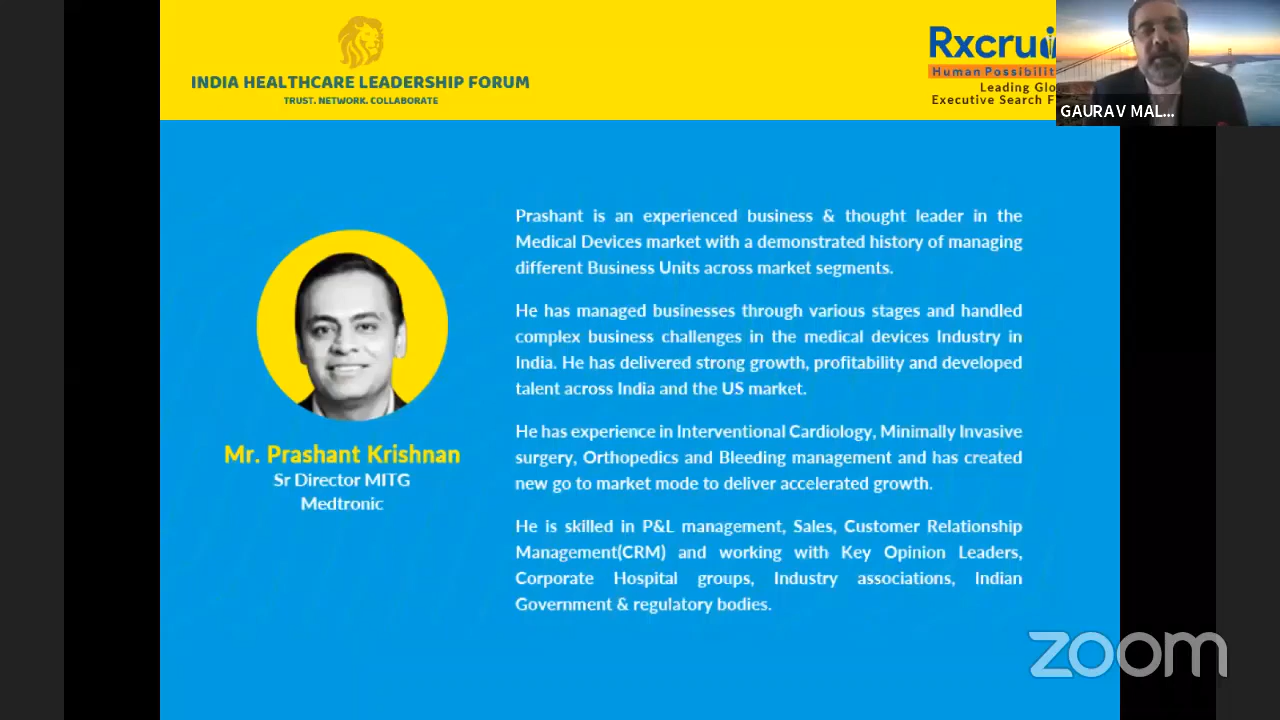 INDIA HEALTHCARE LEADERSHIP FORUM
TRUST. NETWORK. COLLABORATE
Rxcrui
Human Possibilit
Leading Glo
Executive Search F
GAURAV MAL...
Prashant is an experienced business & thought leader in the
Medical Devices market with a demonstrated history of managing
different Business Units across market segments.
He has managed businesses through various stages and handled
complex business challenges in the medical devices Industry in
India. He has delivered strong growth, profitability and developed
talent across India and the US market.
He has experience in Interventional Cardiology, Minimally Invasive
surgery, Orthopedics and Bleeding management and has created
new go to market mode to deliver accelerated growth.
He is skilled in P&L management, Sales, Customer Relationship
Management(CRM) and working with Key Opinion Leaders,
Corporate Hospital groups, Industry associations, Indian
Government & regulatory bodies.
Mr. Prashant Krishnan
Sr Director MITG
Medtronic
zoom